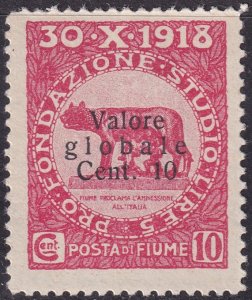 30·X·1918
PRO FONDAZIONE·STUDIO LIRE 5
Valore
globale
Cent. 10
FIUME PROCLAMA L'ANNESSIONE
ALL'ITALIA
Cent.
POSTA DI FIUME
10